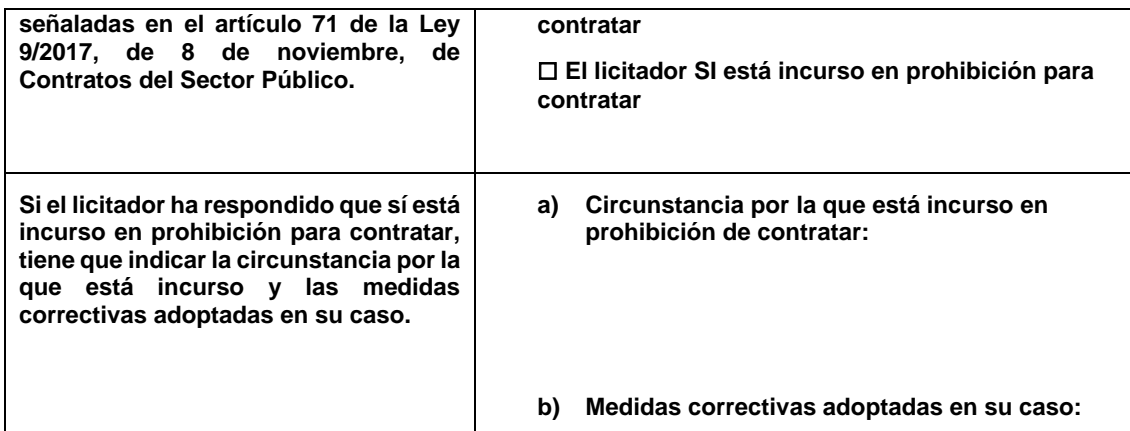 señaladas en el artículo 71 de la Ley
9/2017, de 8 de noviembre, de
Contratos del Sector Público.
contratar
☐ El licitador SI está incurso en prohibición para
contratar
Si el licitador ha respondido que sí está
incurso en prohibición para contratar,
tiene que indicar la circunstancia por la
que está incurso y las medidas
correctivas adoptadas en su caso.
a) Circunstancia por la que está incurso en
prohibición de contratar:
b) Medidas correctivas adoptadas en su caso: